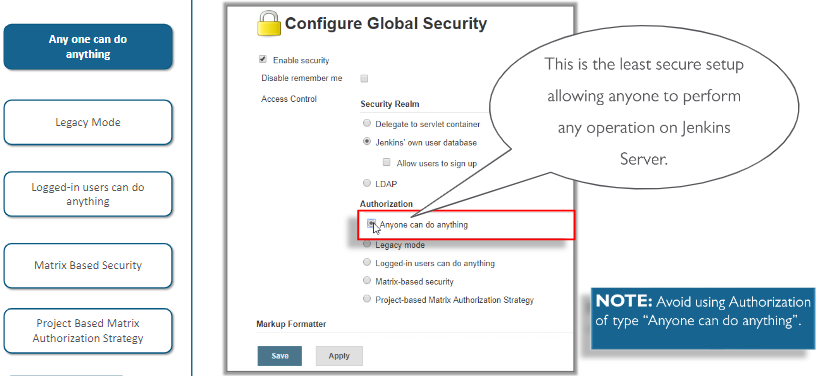 Any one can do
anything
Legacy Mode
Logged-in users can do
anything
Matrix Based Security
Project Based Matrix
Authorization Strategy
Configure Global Security
Enable security
Disable remember me
Access Control
Security Realm
Delegate to servlet container
Jenkins' own user database
Allow users to sign up
LDAP
Authorization
Anyone can do anything
Legacy mode
Logged-in users can do anything
Matrix-based security
Project-based Matrix Authorization Strategy
Markup Formatter
Save
Apply
This is the least secure setup
allowing anyone to perform
any operation on Jenkins
Server.
NOTE: Avoid using Authorization
of type “Anyone can do anything”.